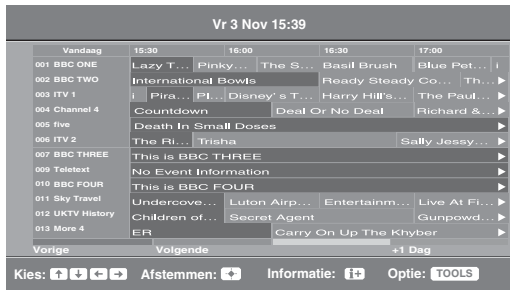 Vr 3 Nov 15:39
Vandaag 15:30 16:00 16:30 17:00
001 BBC ONE Lazy T... Pinky... The S... Basil Brush Blue Pet... i
002 BBC TWO International Bowls Ready Steady Co... Th...
003 ITV 1 i Pira... Pl... Disney's T... Harry Hill's... The Paul...
004 Channel 4 Countdown Deal Or No Deal Richard &...
005 five Death In Small Doses
006 ITV 2 The Ri... Trisha Sally Jessy...
007 BBC THREE This is BBC THREE
009 Teletext No Event Information
010 BBC FOUR This is BBC FOUR
011 Sky Travel Undercove... Luton Airp... Entertainm... Live At Fi...
012 UKTV History Children of... Secret Agent Gunpowd...
013 More 4 ER Carry On Up The Khyber
Vorige Volgende +1 Dag
Kies: Afstemmen: Informatie: i+ Optie: TOOLS